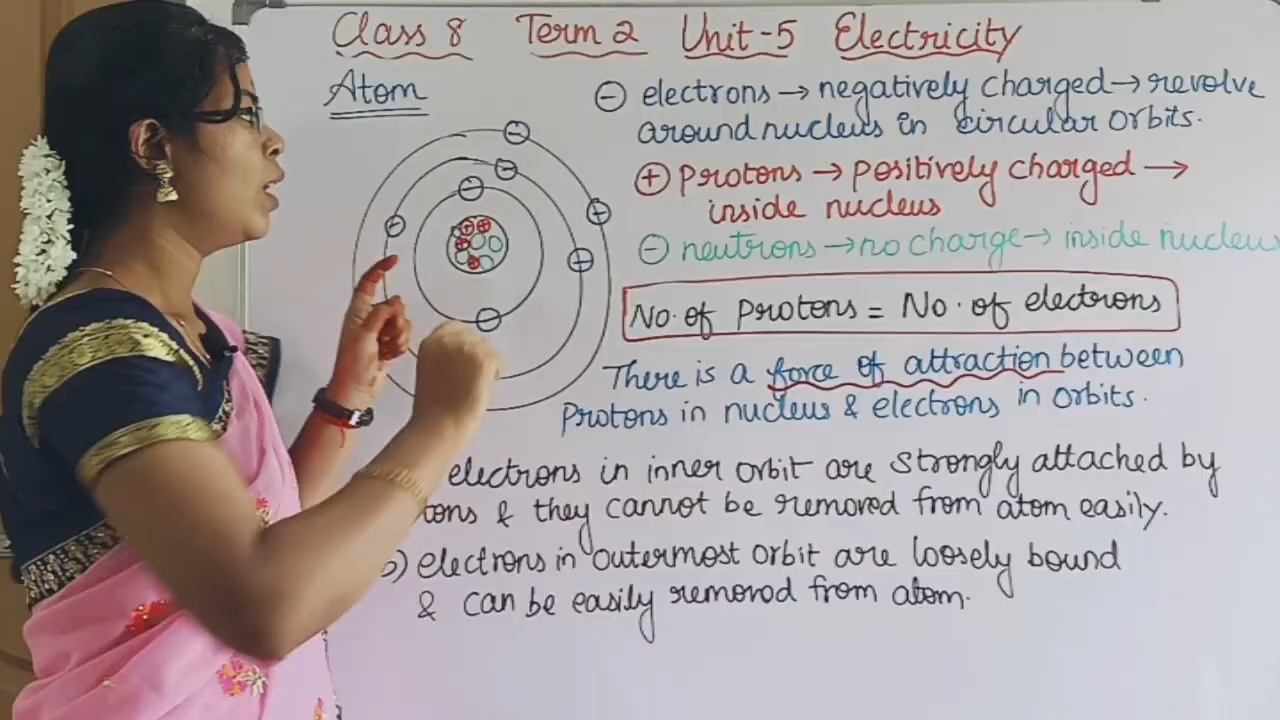 Class 8 Term 2 Unit-5 Electricity
Atom
⊖ electrons → negatively charged → revolve
around nucleus in circular orbits.
⊕ Protons → positively charged →
inside nucleus
⊖ neutrons → no charge → inside nucleus
No. of Protons = No. of electrons
There is a force of attraction between
Protons in nucleus & electrons in orbits.
electrons in inner orbit are strongly attached by
tons & they cannot be removed from atom easily.
b) electrons in outermost orbit are loosely bound
& can be easily removed from atom.